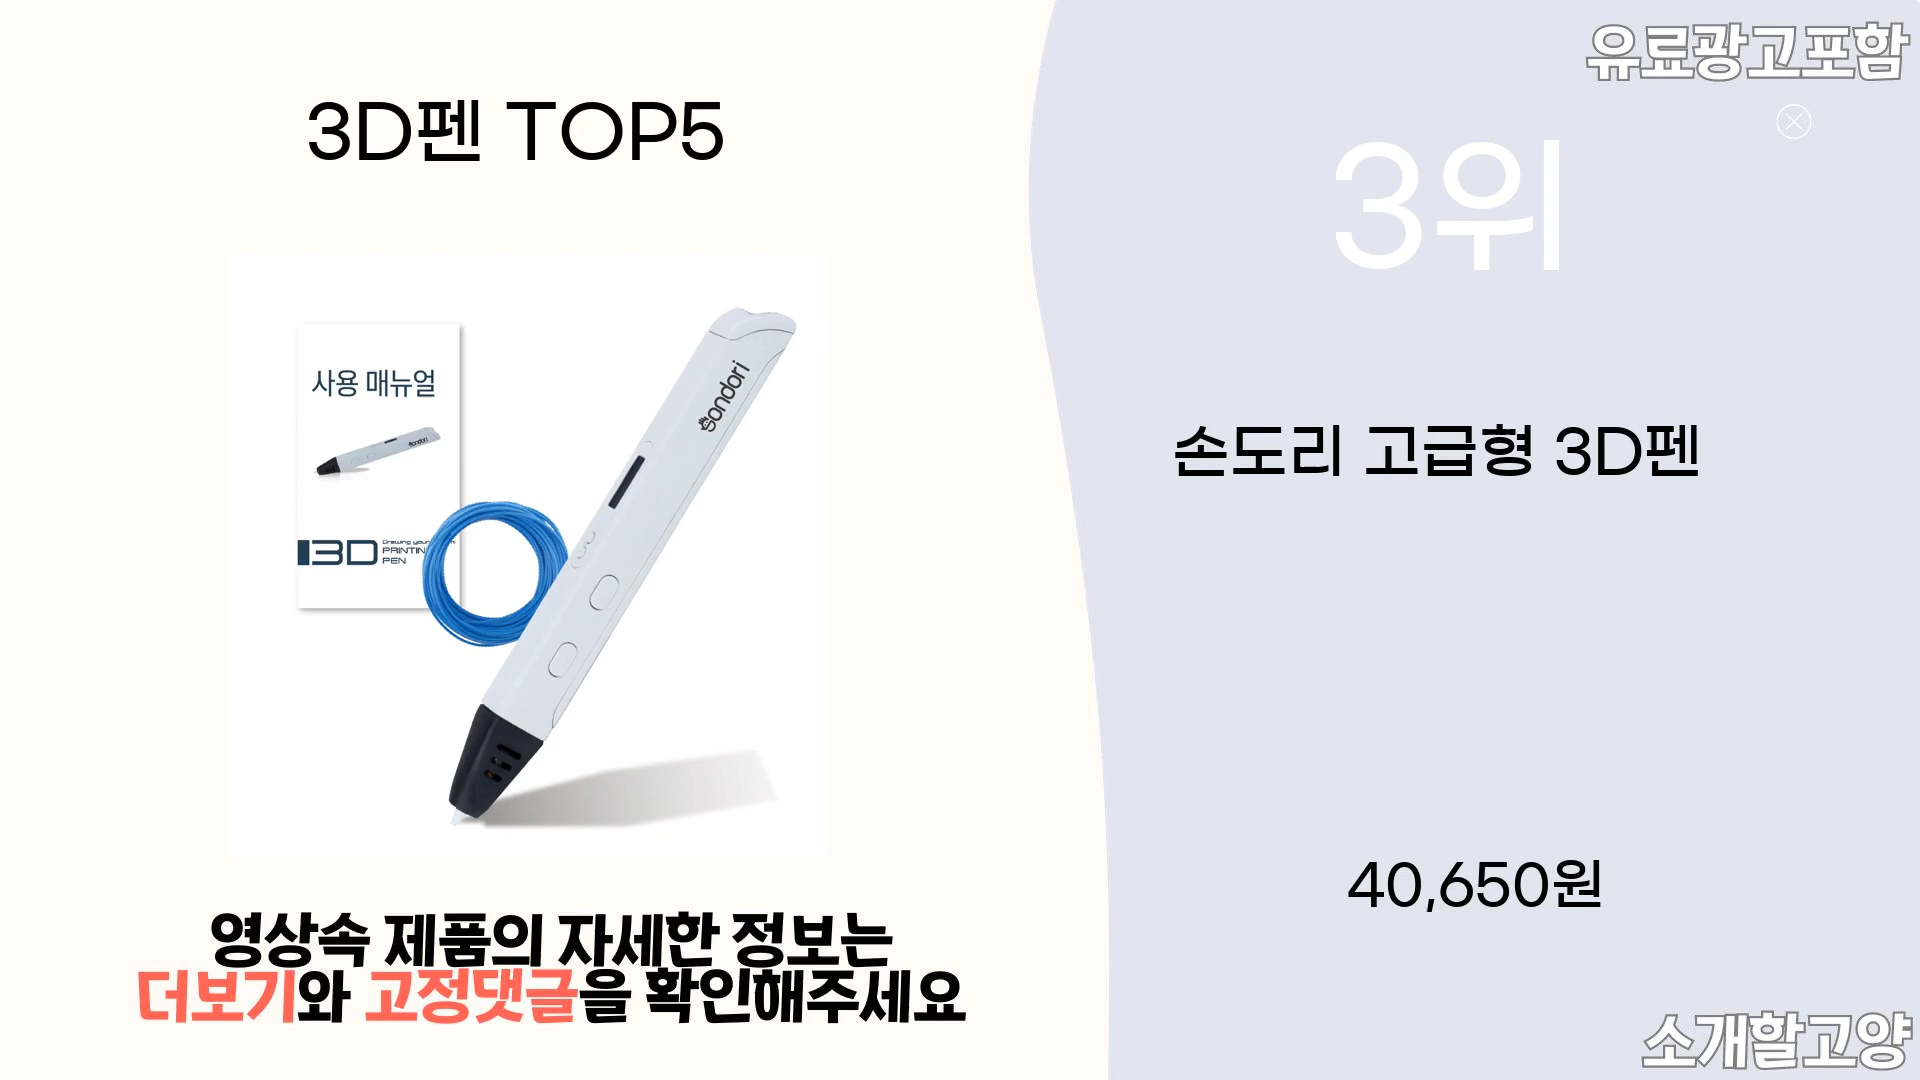 유료광고포함
3D펜 TOP5
3위
sondori
사용 매뉴얼
sondori
3D
Drawing your
PRINTIN
PEN
손도리 고급형 3D펜
40,650원
영상속 제품의 자세한 정보는
더보기와 고정댓글을 확인해주세요
소개할고양